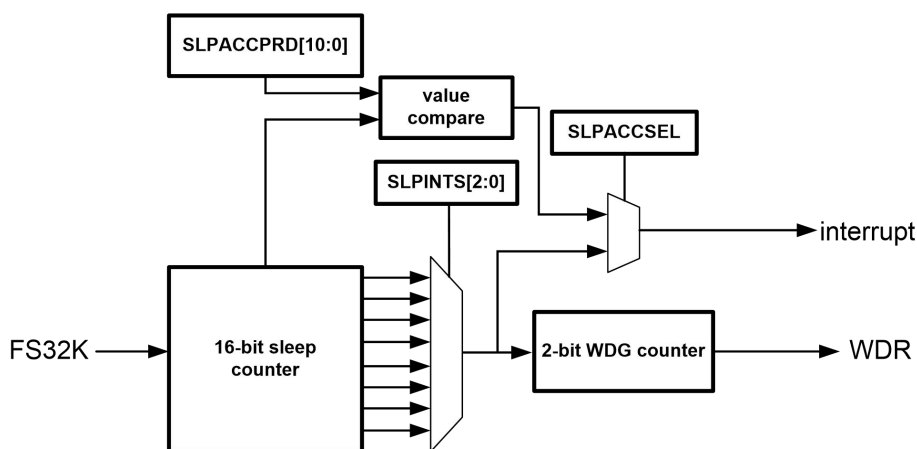 SLPACCPRD[10:0]
value
compare
SLPACCSEL
SLPINTS[2:0]
interrupt
FS32K
16-bit sleep
counter
2-bit WDG counter
WDR